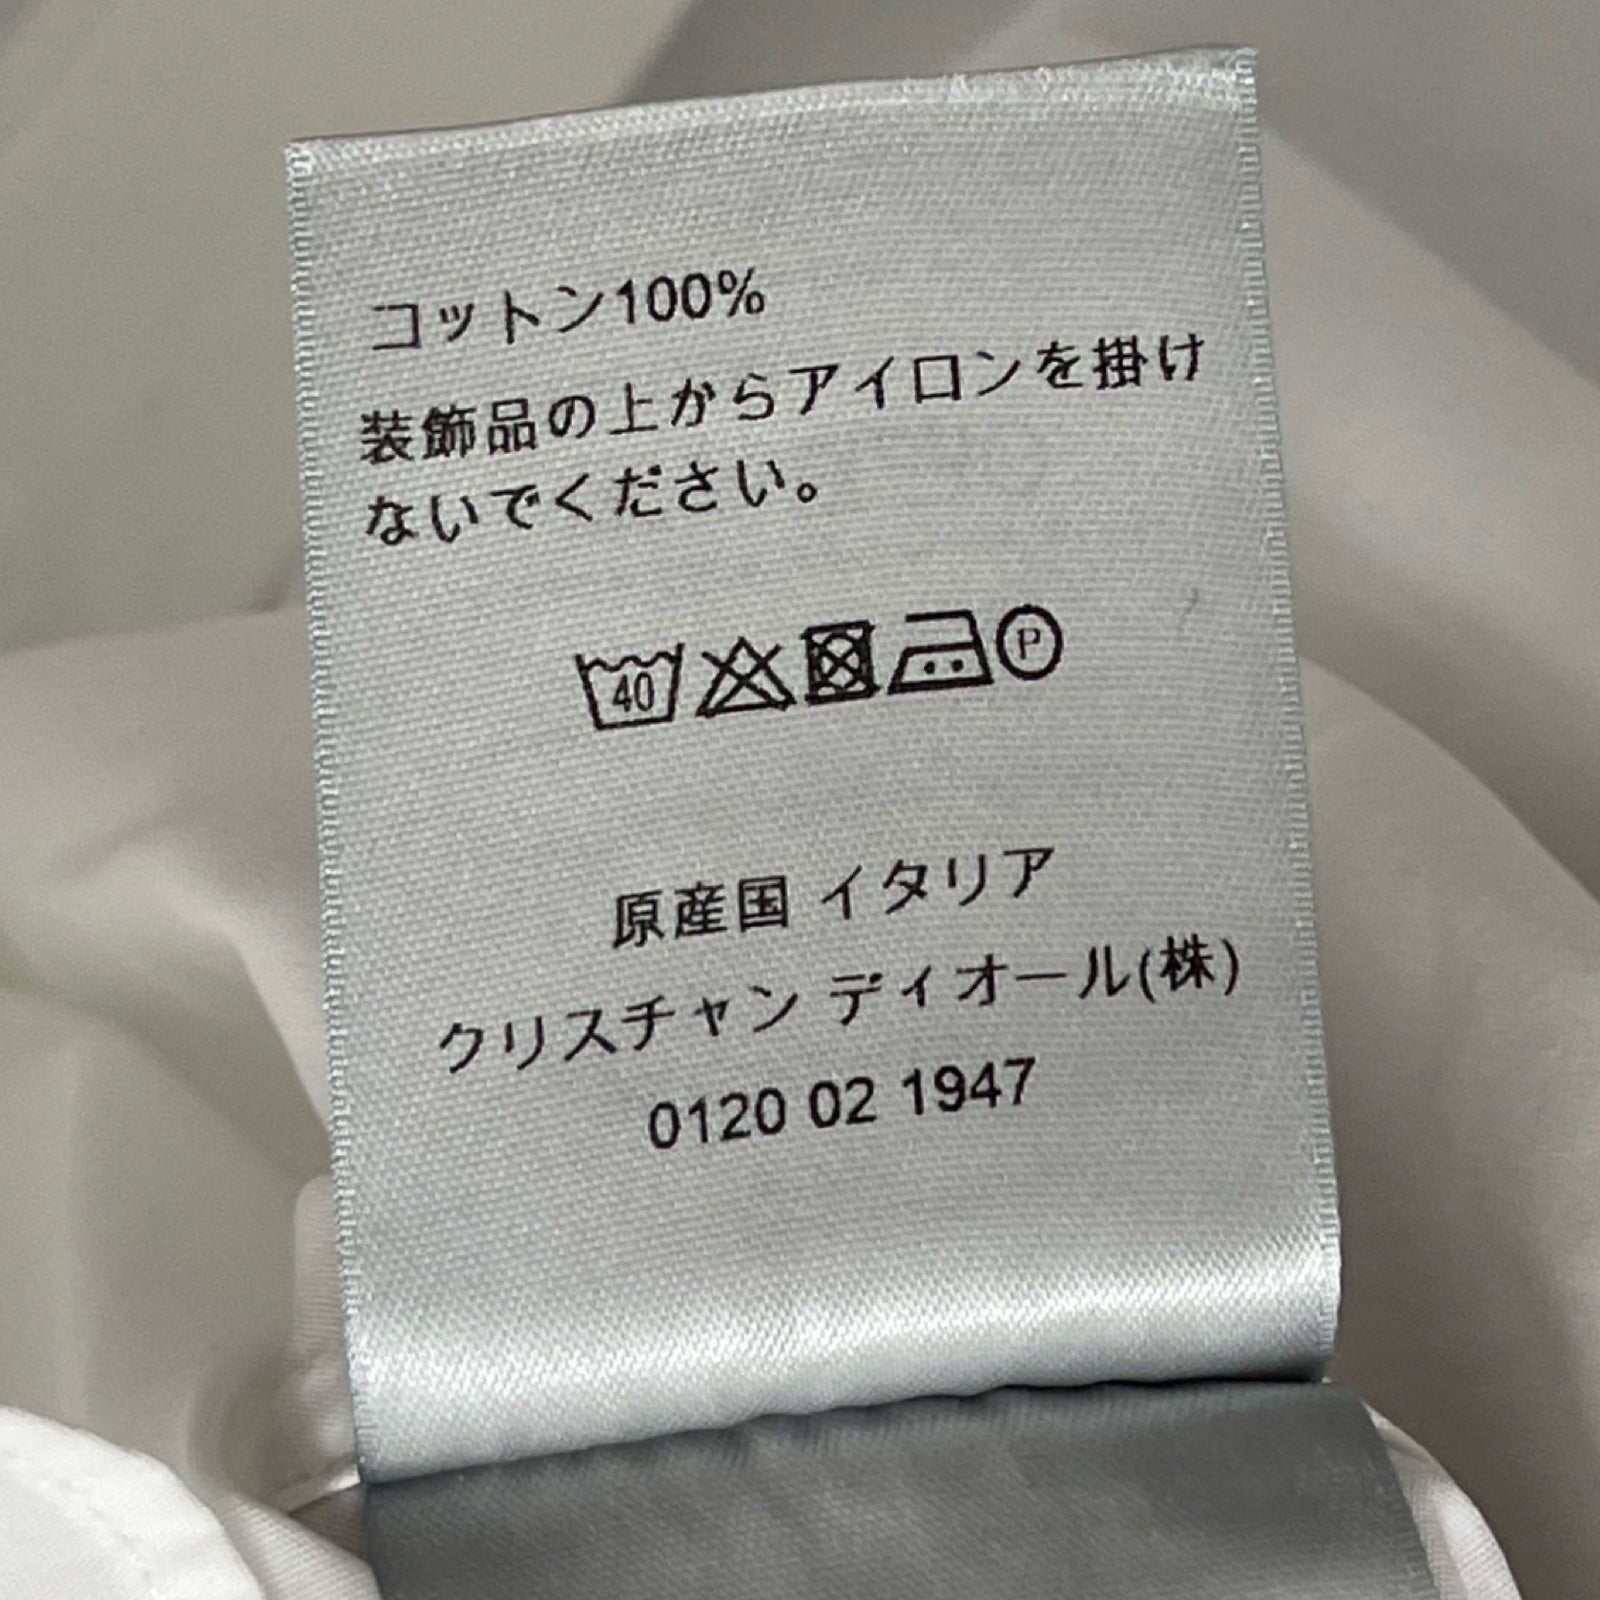 コットン100%
装飾品の上からアイロンを掛け
ないでください。
40 P
原産国 イタリア
クリスチャン ディオール(株)
0120 02 1947